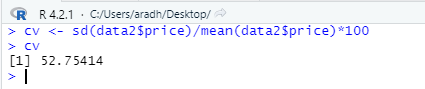 R R 4.2.1 · C:/Users/aradh/Desktop/
> cv <- sd(data2$price)/mean(data2$price)*100
> cv
[1] 52.75414
>